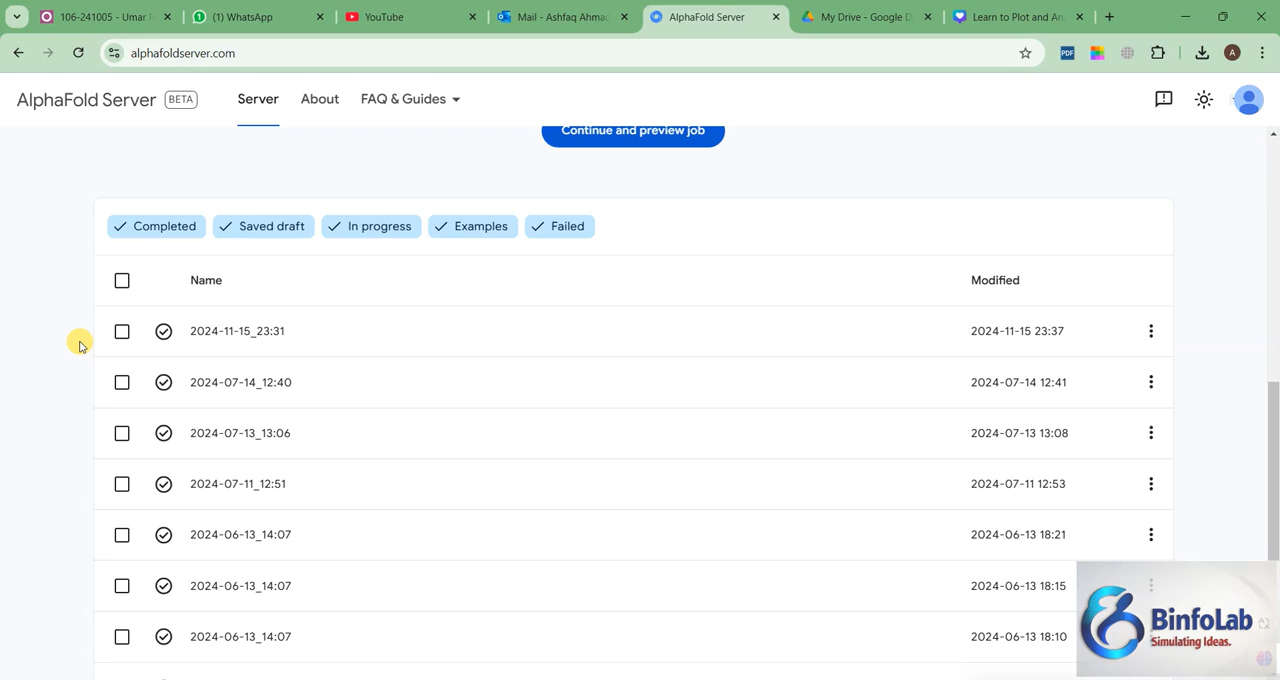 106-241005 - Umar F
(1) WhatsApp
YouTube
Mail - Ashfaq Ahmad
AlphaFold Server
My Drive - Google D
Learn to Plot and An
alphafoldserver.com
PDF
A
AlphaFold Server BETA
Server
About
FAQ & Guides
Continue and preview job
Completed
Saved draft
In progress
Examples
Failed
Name
Modified
2024-11-15_23:31
2024-11-15 23:37
2024-07-14_12:40
2024-07-14 12:41
2024-07-13_13:06
2024-07-13 13:08
2024-07-11_12:51
2024-07-11 12:53
2024-06-13_14:07
2024-06-13 18:21
2024-06-13_14:07
2024-06-13 18:15
2024-06-13_14:07
2024-06-13 18:10
BinfoLab
Simulating Ideas.